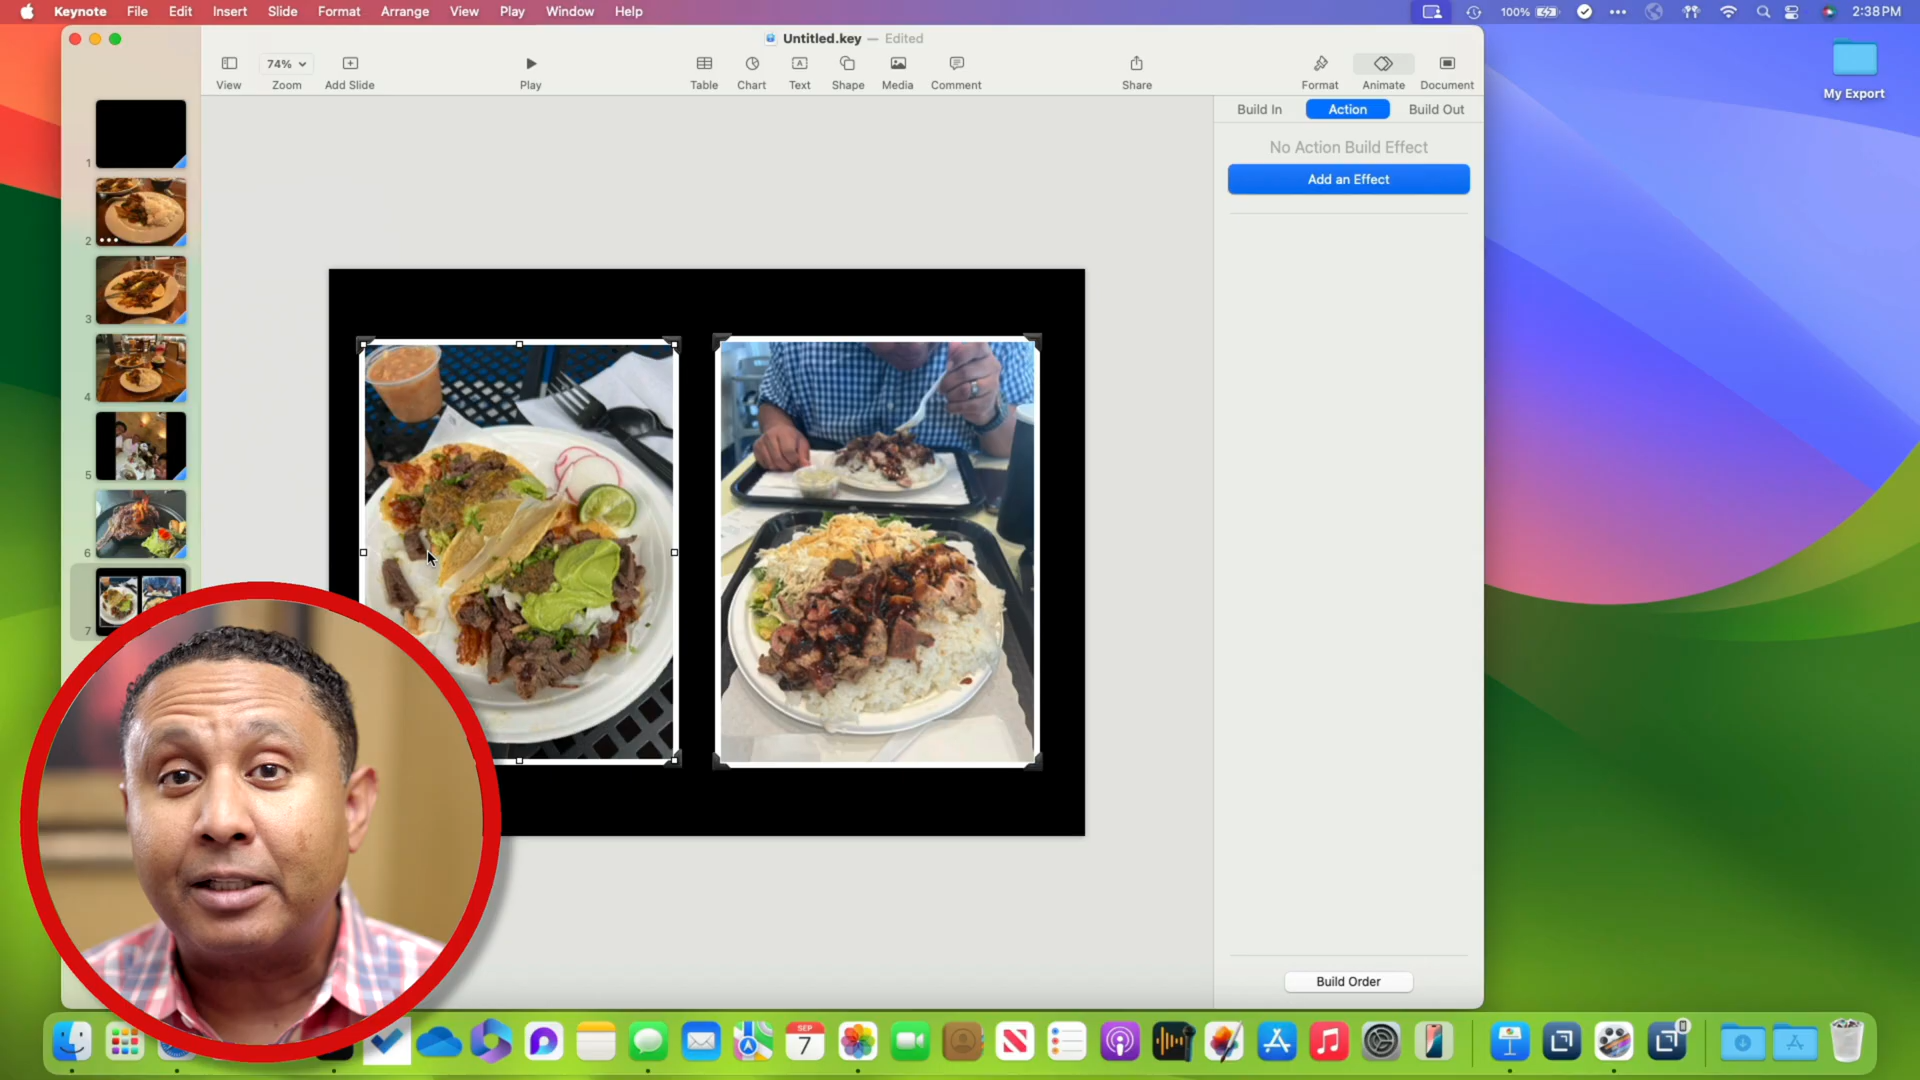 Keynote File Edit Insert Slide Format Arrange View Play Window Help
100% 2:38 PM
Untitled.key — Edited
74%
View Zoom Add Slide Play Table Chart Text Shape Media Comment Share Format Animate Document
Build In Action Build Out
No Action Build Effect
Add an Effect
My Export
1
2
3
4
5
6
7
Build Order
SEP
7